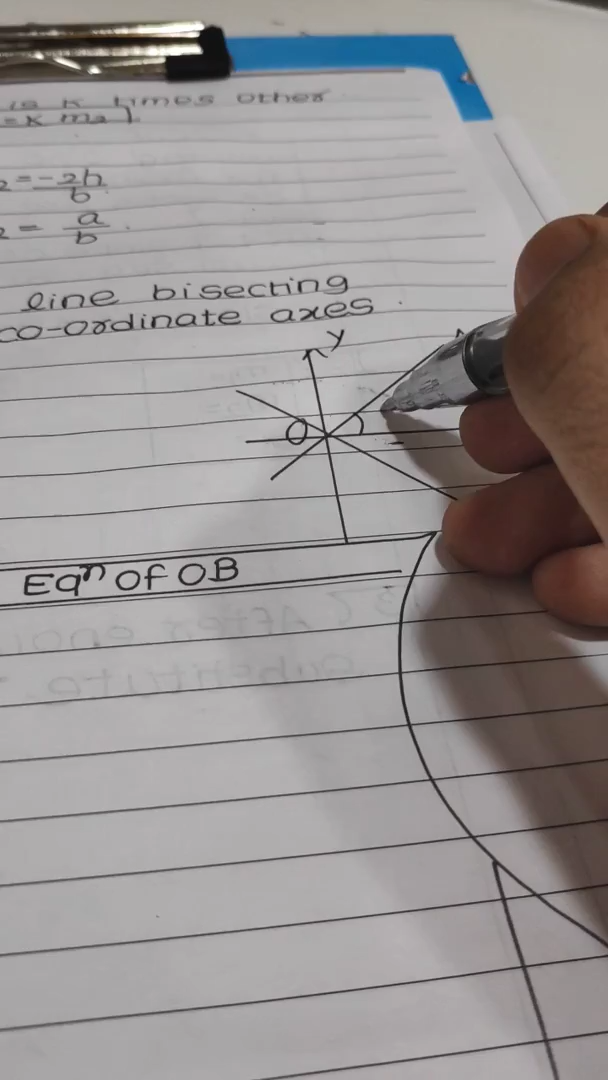 is K times other
=K m2).
2 = -2h/b
2 = a/b.
line bisecting
co-ordinate axes.
y
O
Eqn Of OB